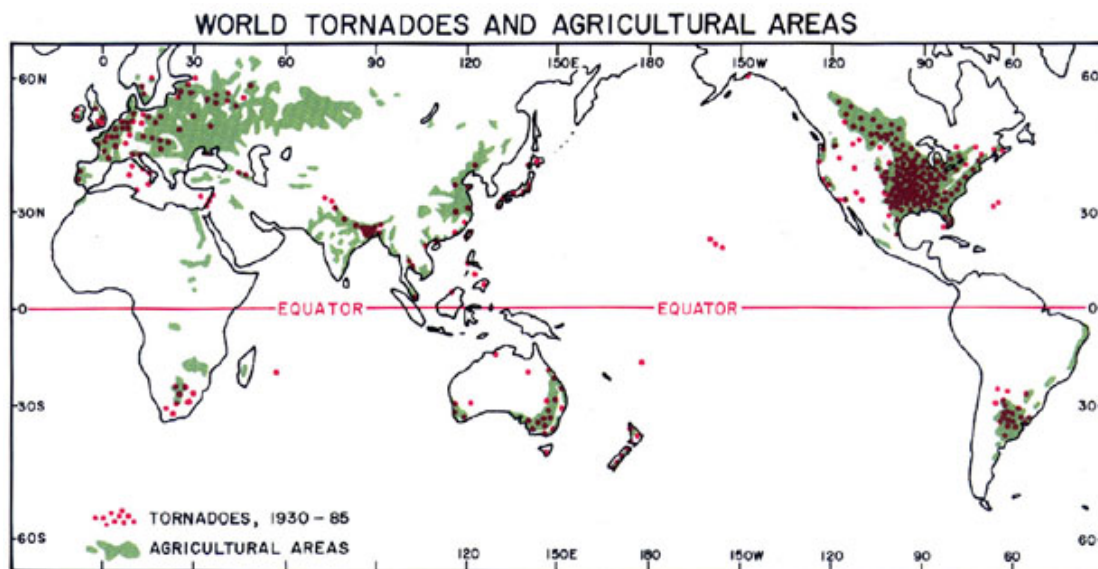 WORLD TORNADOES AND AGRICULTURAL AREAS
0 30 60 90 120 150E 180 150W 120 90 60
60N 60
30N 30
0 EQUATOR EQUATOR 0
30S 30
TORNADOES, 1930-85
AGRICULTURAL AREAS
60S 60
120 150E 180 150W 120 90 60